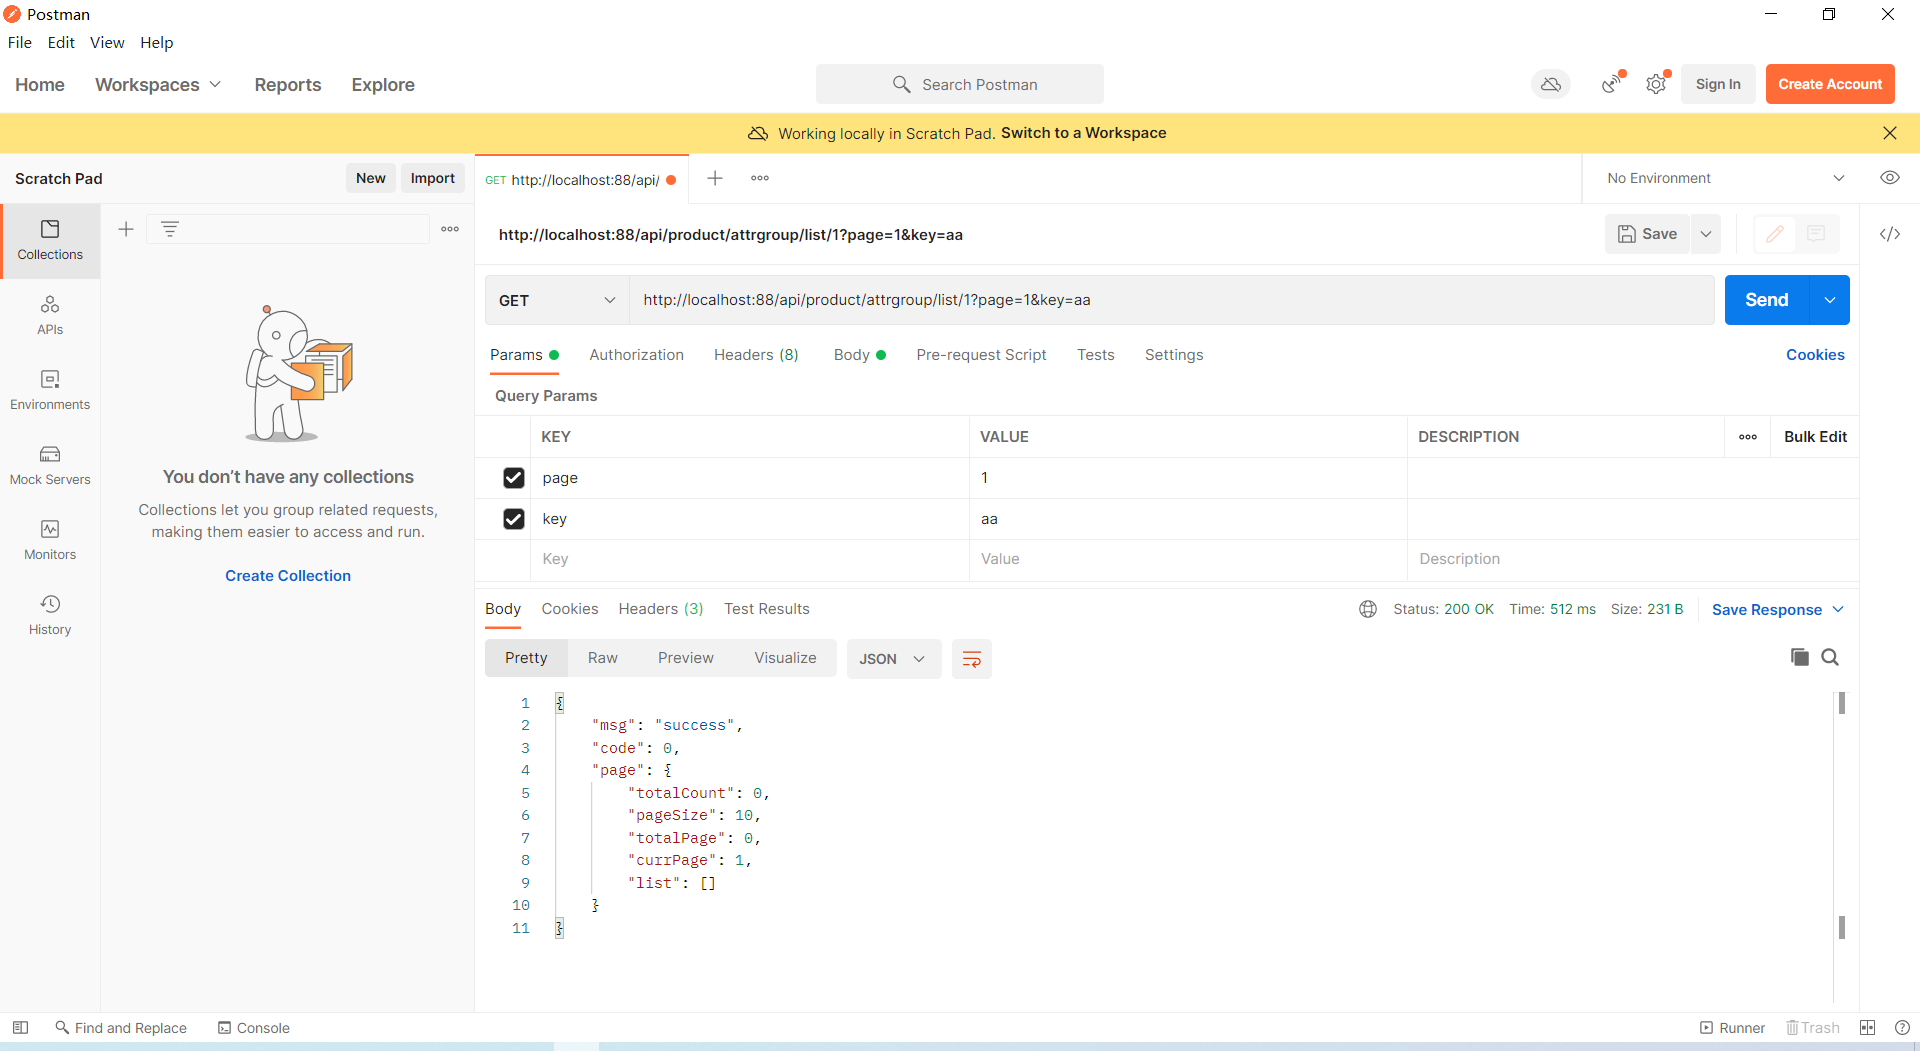 Postman
File Edit View Help
Home Workspaces Reports Explore Search Postman Sign In Create Account
Working locally in Scratch Pad. Switch to a Workspace
Scratch Pad New Import GET http://localhost:88/api/ No Environment
http://localhost:88/api/product/attrgroup/list/1?page=1&key=aa Save
Collections
GET http://localhost:88/api/product/attrgroup/list/1?page=1&key=aa Send
APIs
Params Authorization Headers (8) Body Pre-request Script Tests Settings Cookies
Query Params
Environments
KEY VALUE DESCRIPTION Bulk Edit
page 1
key aa
Key Value Description
Mock Servers
Monitors
History
You don’t have any collections
Collections let you group related requests,
making them easier to access and run.
Create Collection
Body Cookies Headers (3) Test Results Status: 200 OK Time: 512 ms Size: 231 B Save Response
Pretty Raw Preview Visualize JSON
1 {
2 "msg": "success",
3 "code": 0,
4 "page": {
5 "totalCount": 0,
6 "pageSize": 10,
7 "totalPage": 0,
8 "currPage": 1,
9 "list": []
10 }
11 }
Find and Replace Console Runner Trash